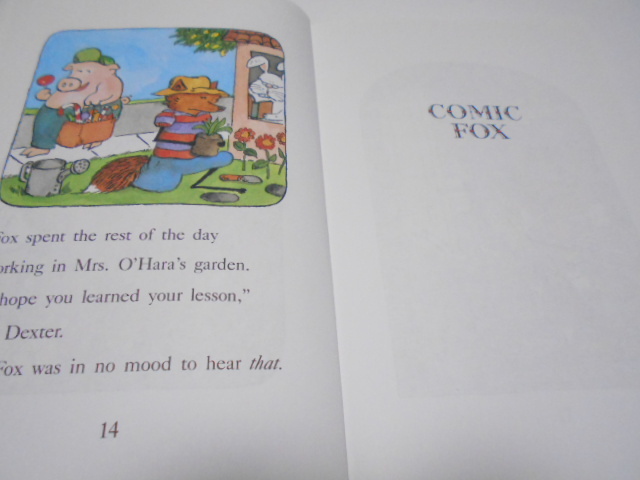 Fox spent the rest of the day
working in Mrs. O'Hara's garden.
hope you learned your lesson,"
Dexter.
Fox was in no mood to hear that.
14
COMIC
FOX